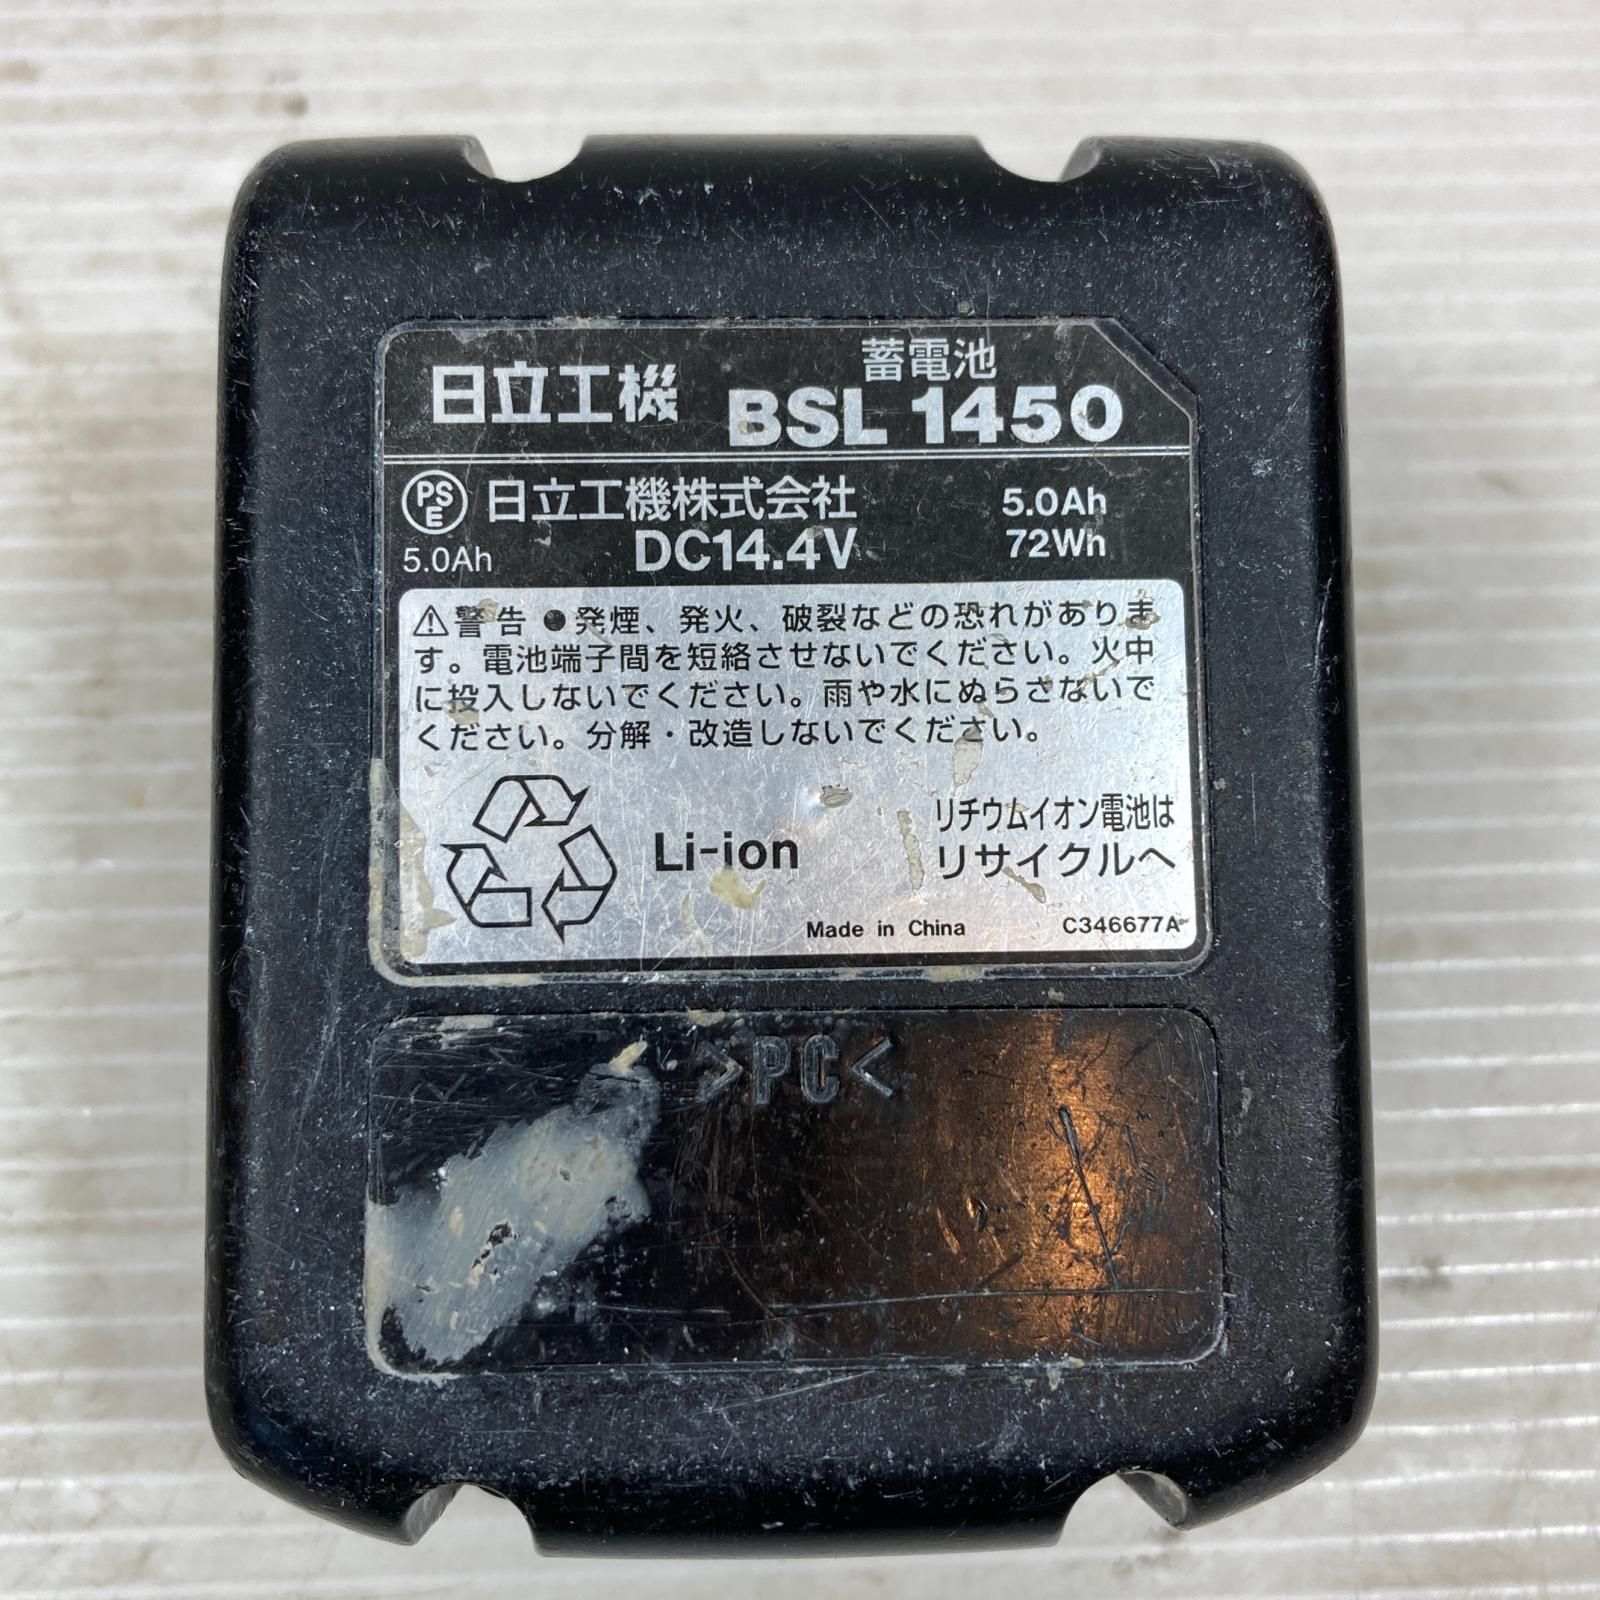 日立工機
蓄電池
BSL 1450
PSE
日立工機株式会社
5.0Ah
5.0Ah
DC14.4V
72Wh
⚠警告 ●発煙、発火、破裂などの恐れがありま
す。電池端子間を短絡させないでください。火中
に投入しないでください。雨や水にぬらさないで
ください。分解・改造しないでください。
Li-ion
リチウムイオン電池は
リサイクルへ
Made in China
C346677A
>PC<